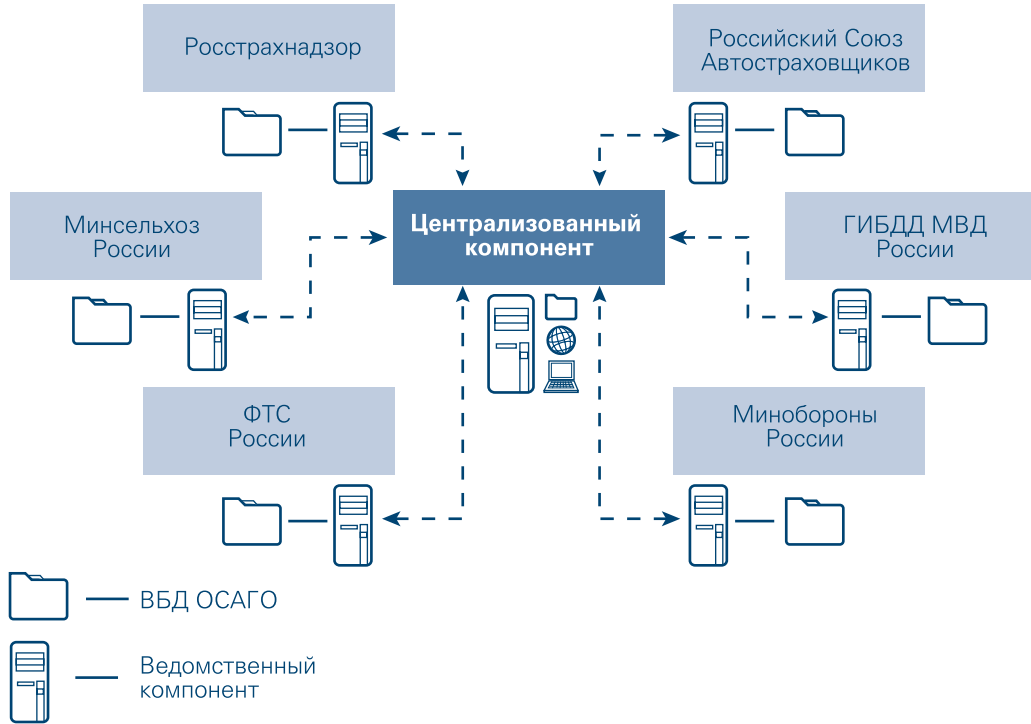 Росстрахнадзор
Российский Союз
Автостраховщиков
Централизованный
компонент
Минсельхоз
России
ГИБДД МВД
России
ФТС
России
Минобороны
России
ВБД ОСАГО
Ведомственный
компонент